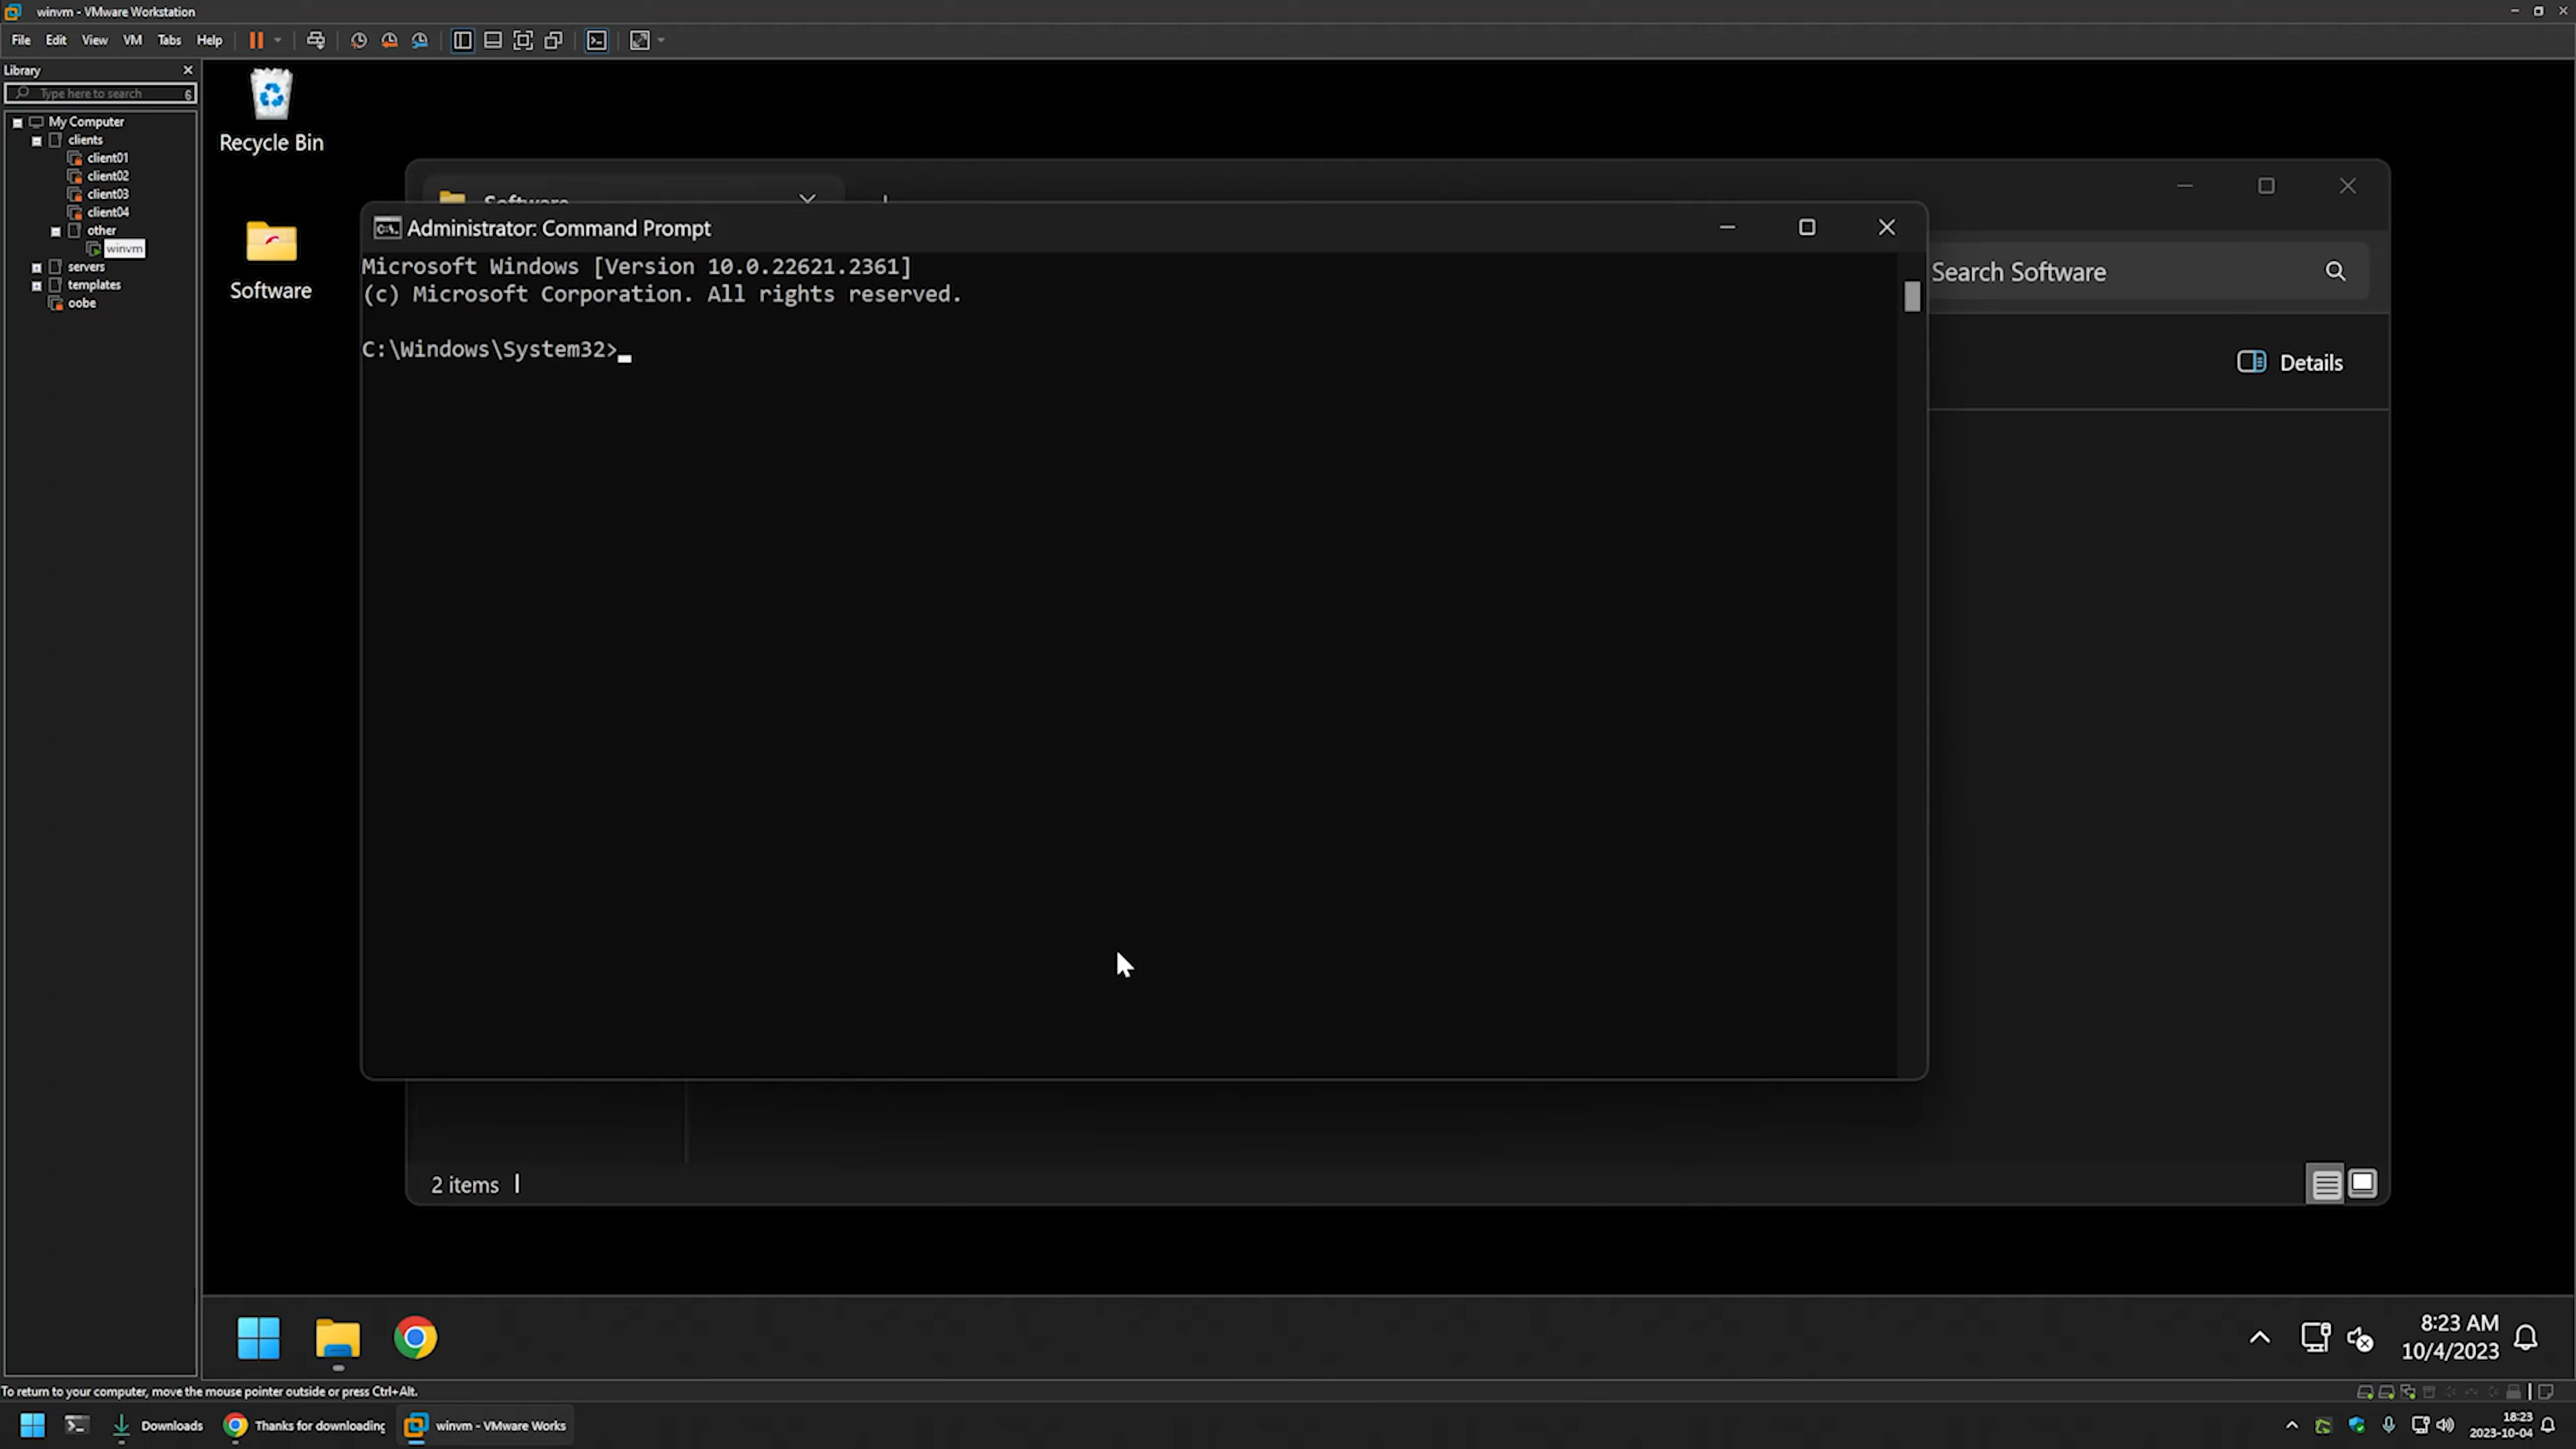 winvm - VMware Workstation
File Edit View VM Tabs Help
Library
Type here to search
My Computer
clients
client01
client02
client03
client04
other
winvm
servers
templates
oobe
Recycle Bin
Software
Software
Administrator: Command Prompt
Microsoft Windows [Version 10.0.22621.2361]
(c) Microsoft Corporation. All rights reserved.
C:\Windows\System32>
Search Software
Details
2 items
8:23 AM
10/4/2023
To return to your computer, move the mouse pointer outside or press Ctrl+Alt.
Downloads
Thanks for downloading
winvm - VMware Works
18:23
2023-10-04